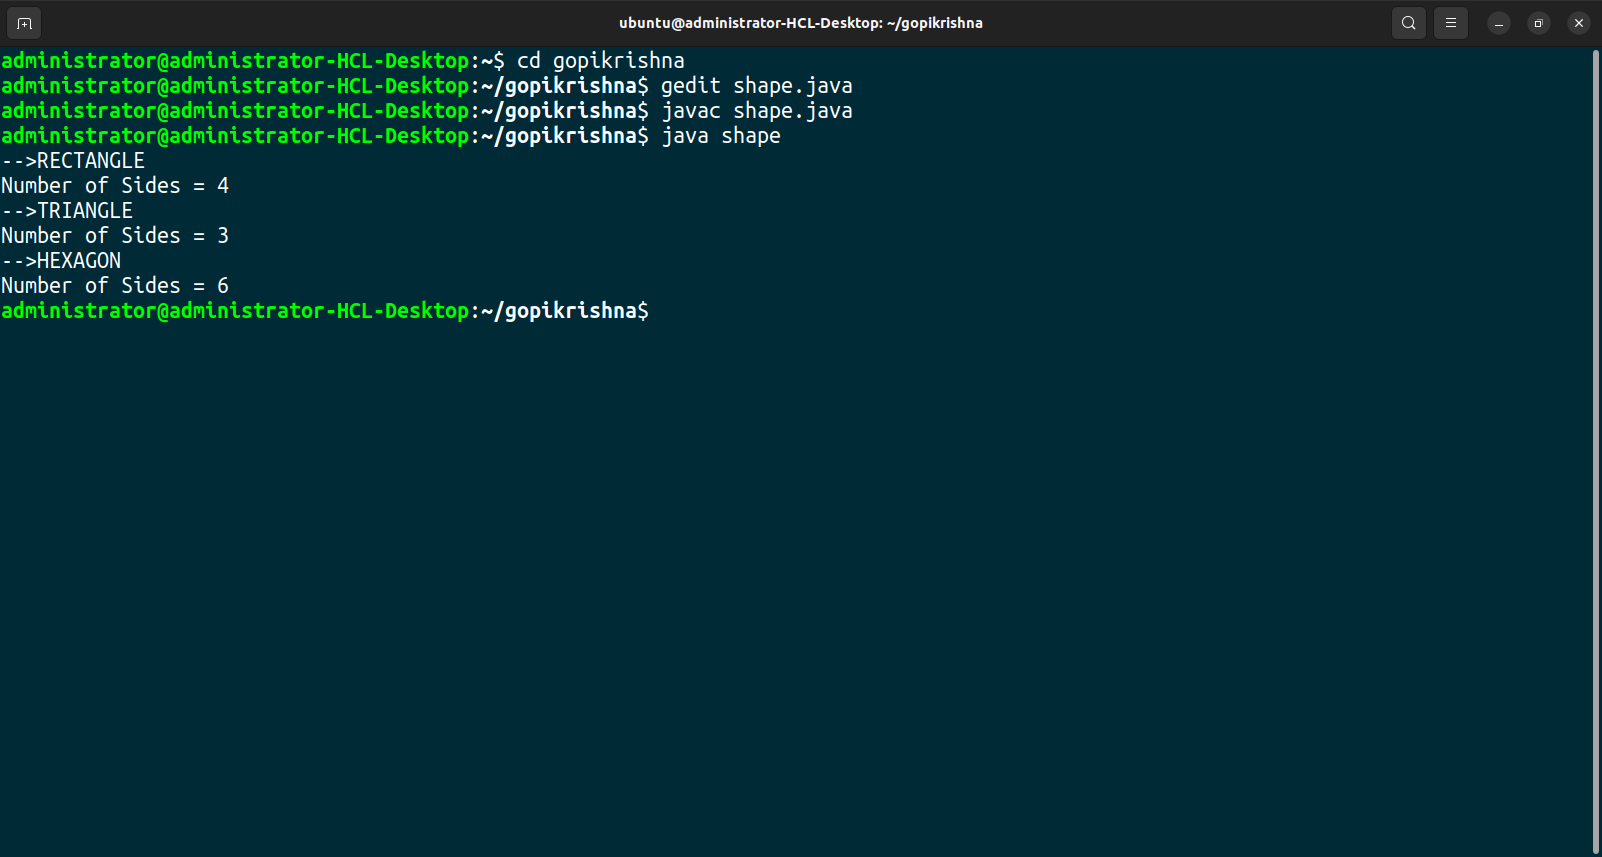 ubuntu@administrator-HCL-Desktop: ~/gopikrishna
administrator@administrator-HCL-Desktop:~$ cd gopikrishna
administrator@administrator-HCL-Desktop:~/gopikrishna$ gedit shape.java
administrator@administrator-HCL-Desktop:~/gopikrishna$ javac shape.java
administrator@administrator-HCL-Desktop:~/gopikrishna$ java shape
-->RECTANGLE
Number of Sides = 4
-->TRIANGLE
Number of Sides = 3
-->HEXAGON
Number of Sides = 6
administrator@administrator-HCL-Desktop:~/gopikrishna$